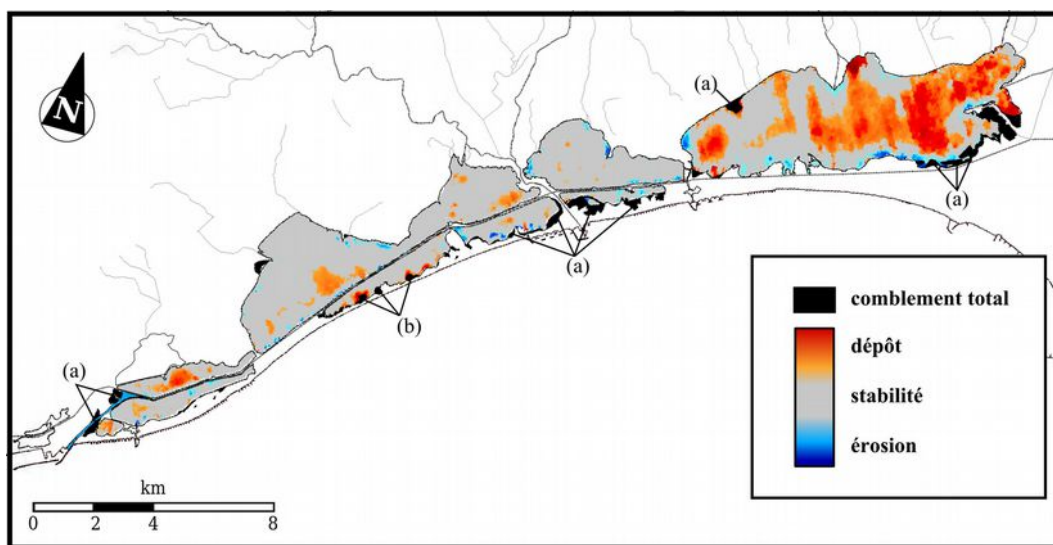 N
(a)
(a)
(a)
(b)
(a)
comblement total
dépôt
stabilité
érosion
km
0 2 4 8